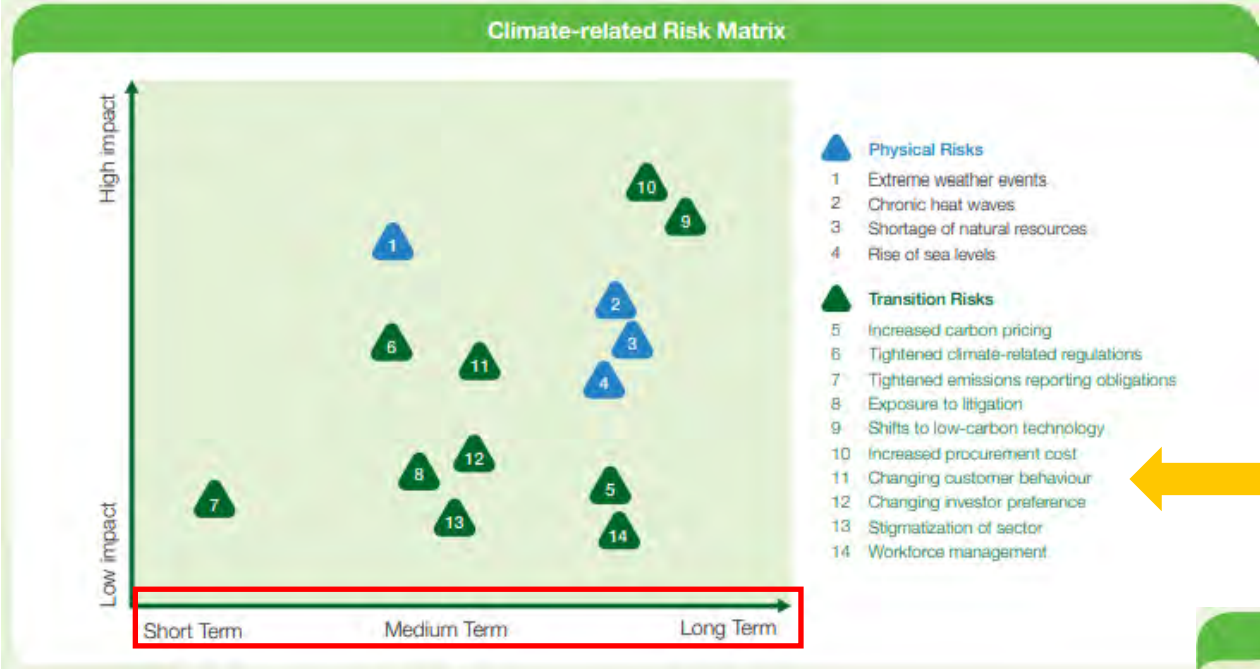 Climate-related Risk Matrix
High impact
Low impact
10
9
1
2
3
6
11
4
12
8
5
7
13
14
Short Term
Medium Term
Long Term
Physical Risks
1 Extreme weather events
2 Chronic heat waves
3 Shortage of natural resources
4 Rise of sea levels
Transition Risks
5 Increased carbon pricing
6 Tightened climate-related regulations
7 Tightened emissions reporting obligations
8 Exposure to litigation
9 Shifts to low-carbon technology
10 Increased procurement cost
11 Changing customer behaviour
12 Changing investor preference
13 Stigmatization of sector
14 Workforce management